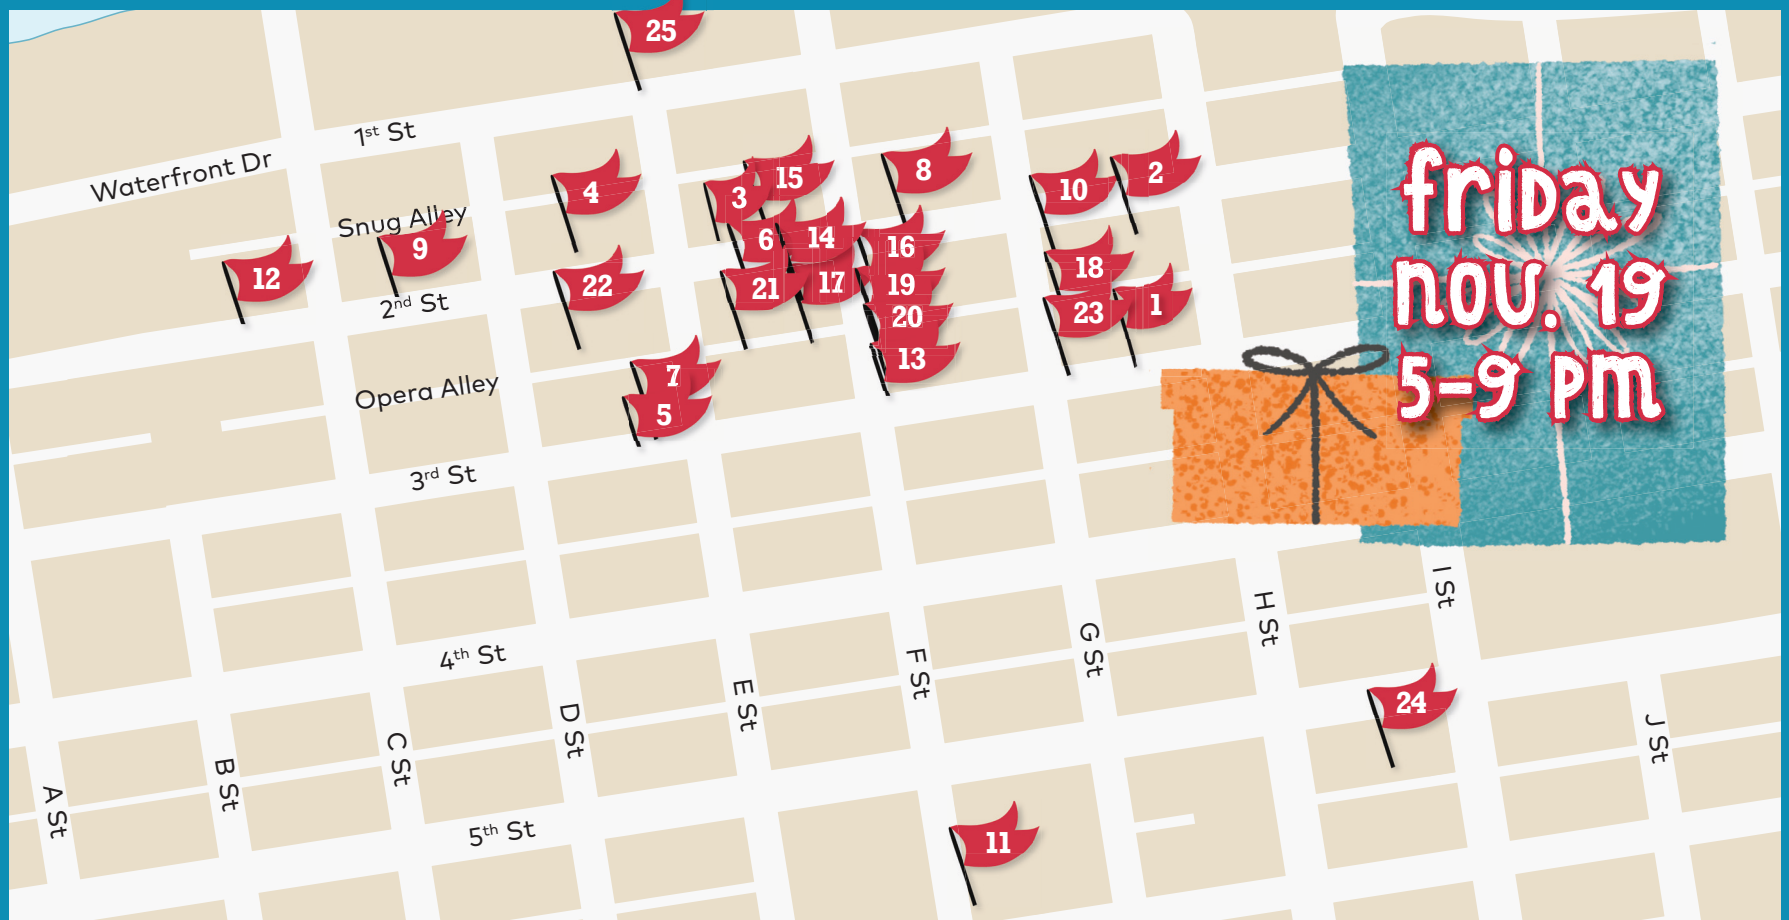 25
1st St
Waterfront Dr
Snug Alley
4
3
15
8
10
2
9
12
6
14
16
18
22
21
17
19
23
1
2nd St
20
13
7
5
Opera Alley
3rd St
4th St
5th St
A St
B St
C St
D St
E St
F St
G St
H St
I St
J St
24
11
friday
nov. 19
5-9 pm